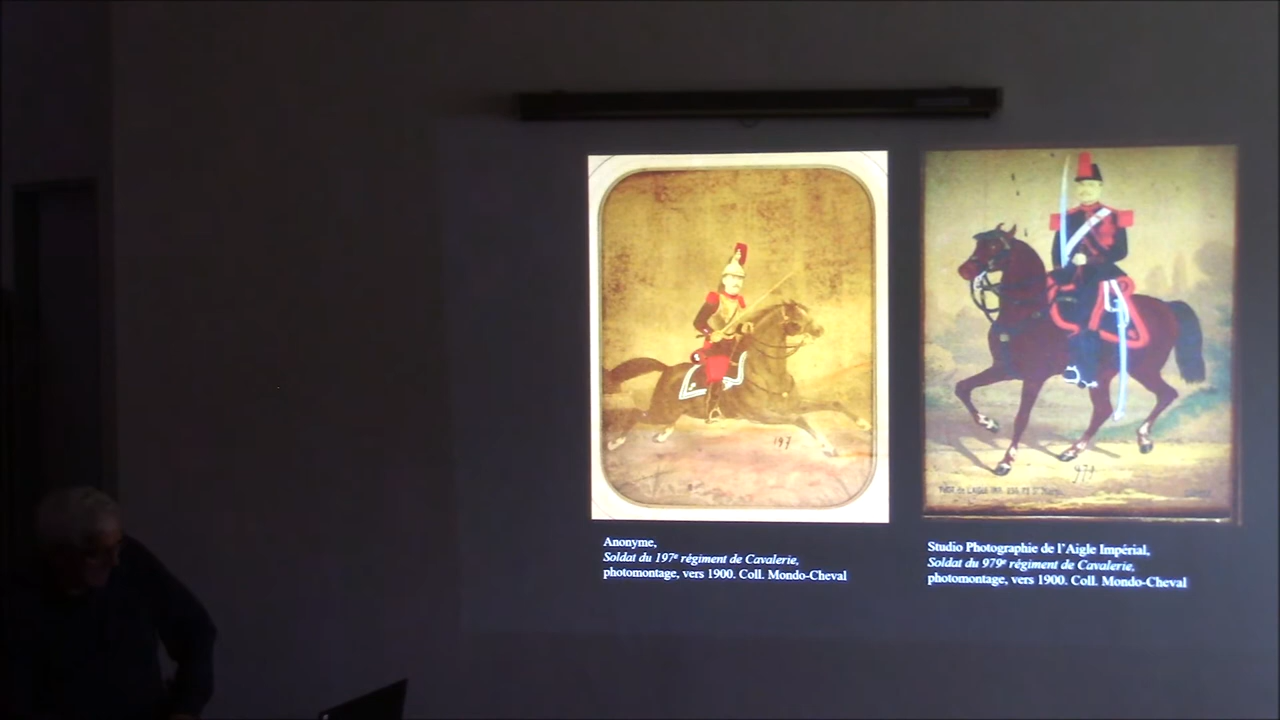 197
979
Anonyme,
Soldat du 197e régiment de Cavalerie,
photomontage, vers 1900. Coll. Mondo-Cheval
Studio Photographie de l'Aigle Impérial,
Soldat du 979e régiment de Cavalerie,
photomontage, vers 1900. Coll. Mondo-Cheval